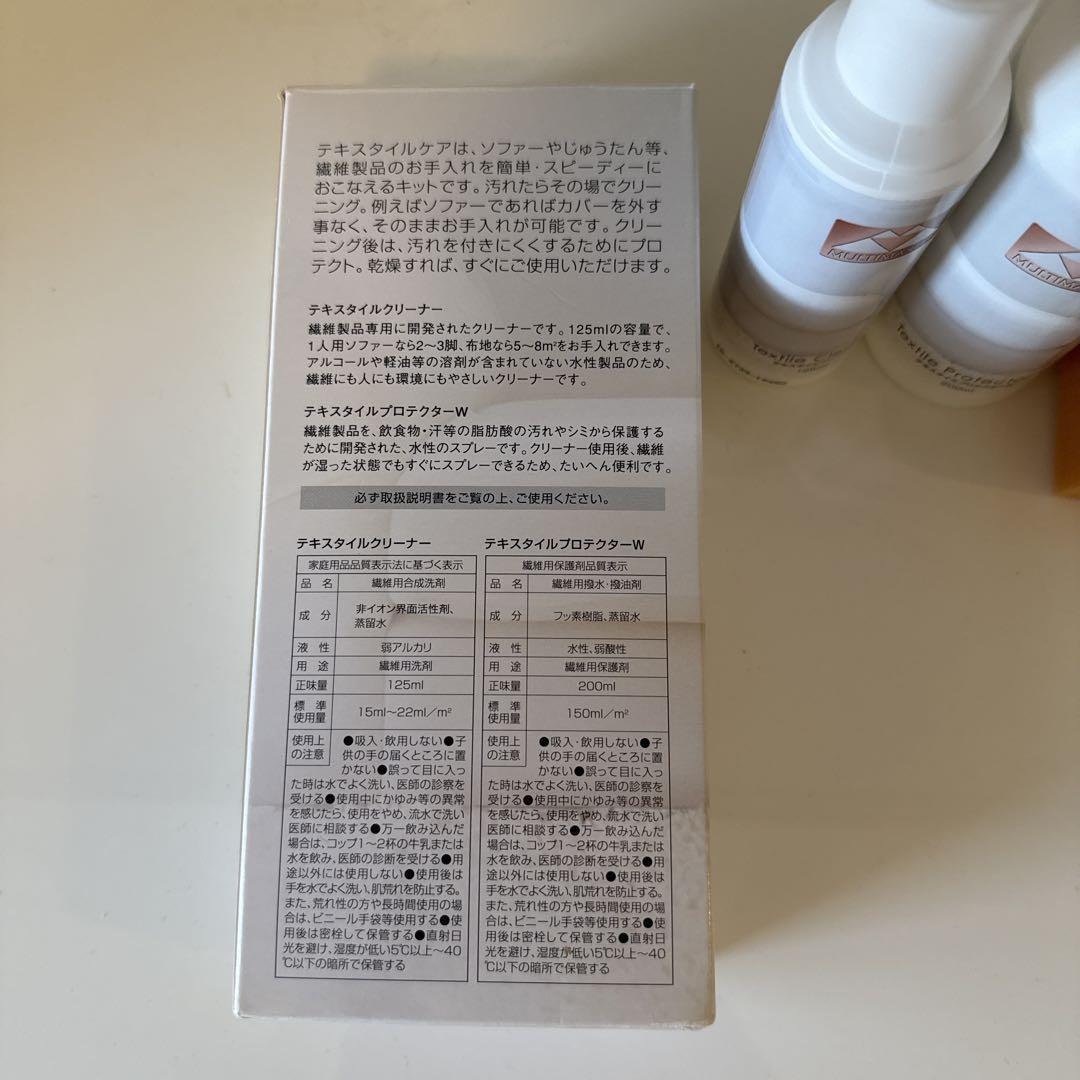 テキスタイルケアは、ソファーやじゅうたん等、
繊維製品のお手入れを簡単・スピーディーに
おこなえるキットです。汚れたらその場でクリー
ニング。例えばソファーであればカバーを外す
事なく、そのままお手入れが可能です。クリー
ニング後は、汚れを付きにくくするためにプロ
テクト。乾燥すれば、すぐにご使用いただけます。
テキスタイルクリーナー
繊維製品専用に開発されたクリーナーです。125mlの容量で、
1人用ソファーなら2〜3脚、布地なら5〜8m²をお手入れできます。
アルコールや軽油等の溶剤が含まれていない水性製品のため、
繊維にも人にも環境にもやさしいクリーナーです。
テキスタイルプロテクターW
繊維製品を、飲食物・汗等の脂肪酸の汚れやシミから保護する
ために開発された、水性のスプレーです。クリーナー使用後、繊維
が湿った状態でもすぐにスプレーできるため、たいへん便利です。
必ず取扱説明書をご覧の上、ご使用ください。
テキスタイルクリーナー
家庭用品品質表示法に基づく表示
品名 繊維用合成洗剤
成分 非イオン界面活性剤、
蒸留水
液性 弱アルカリ
用途 繊維用洗剤
正味量 125ml
標準
使用量 15ml〜22ml/m²
使用上
の注意
●吸入・飲用しない●子
供の手の届くところに置
かない●誤って目に入っ
た時は水でよく洗い、医師の診察を
受ける●使用中にかゆみ等の異常
を感じたら、使用をやめ、流水で洗い
医師に相談する●万一飲み込んだ
場合は、コップ1〜2杯の牛乳または
水を飲み、医師の診断を受ける●用
途以外には使用しない●使用後は
手を水でよく洗い、肌荒れを防止する。
また、荒れ性の方や長時間使用の場
合は、ビニール手袋等使用する●使
用後は密栓して保管する●直射日
光を避け、湿度が低い5℃以上〜40
℃以下の暗所で保管する
テキスタイルプロテクターW
繊維用保護剤品質表示
品名 繊維用撥水・撥油剤
成分 フッ素樹脂、蒸留水
液性 水性、弱酸性
用途 繊維用保護剤
正味量 200ml
標準
使用量 150ml/m²
使用上
の注意
●吸入・飲用しない●子
供の手の届くところに置
かない●誤って目に入っ
た時は水でよく洗い、医師の診察を
受ける●使用中にかゆみ等の異常
を感じたら、使用をやめ、流水で洗い
医師に相談する●万一飲み込んだ
場合は、コップ1〜2杯の牛乳または
水を飲み、医師の診断を受ける●用
途以外には使用しない●使用後は
手を水でよく洗い、肌荒れを防止する。
また、荒れ性の方や長時間使用の場
合は、ビニール手袋等使用する●使
用後は密栓して保管する●直射日
光を避け、湿度が低い5℃以上〜40
℃以下の暗所で保管する
Textile
Textile